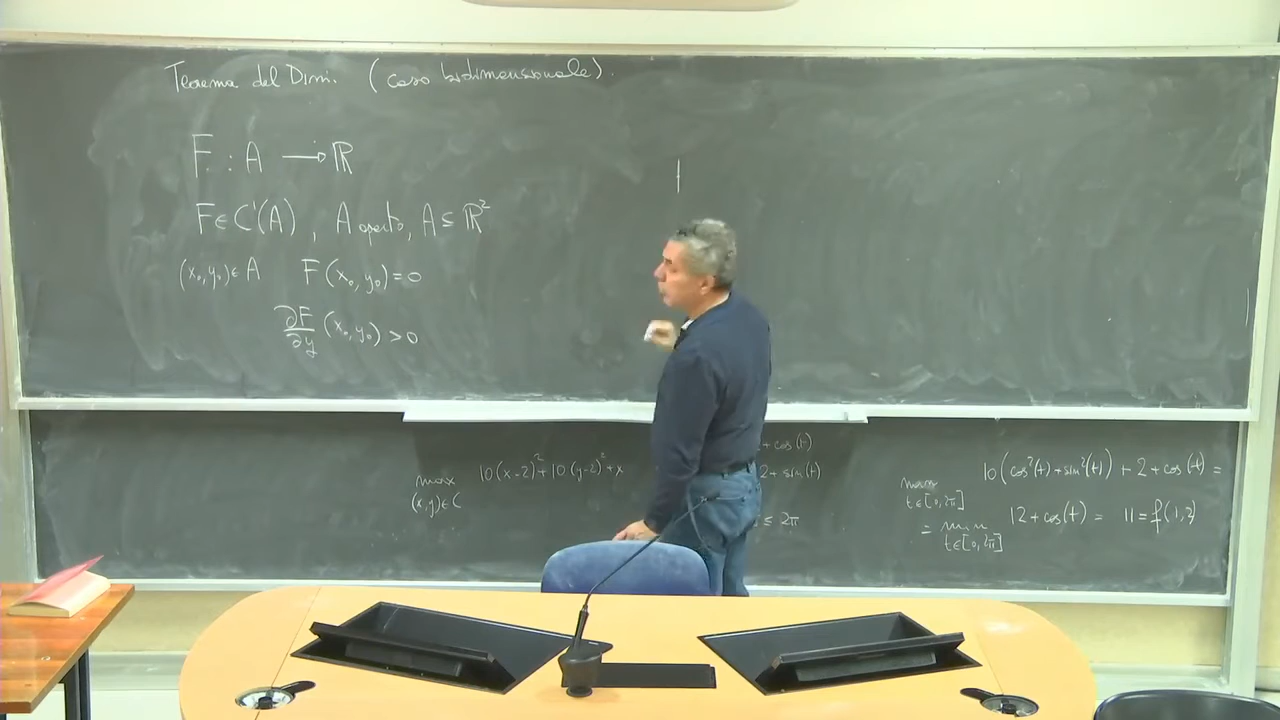 Teorema del Dini. (caso bidimensionale).
F : A → ℝ
F ∈ C¹(A) , A aperto, A ⊆ ℝ²
(x₀, y₀) ∈ A F(x₀, y₀) = 0
∂F/∂y (x₀, y₀) > 0
max (x,y) ∈ C 10(x-2)² + 10(y-2)² + x
+ cos(t)
2 + sin(t)
≤ 2π
max t ∈ [0, 2π] 10(cos²(t) + sin²(t)) + 2 + cos(t) =
= min t ∈ [0, 2π] 12 + cos(t) = 11 = f(1,2)